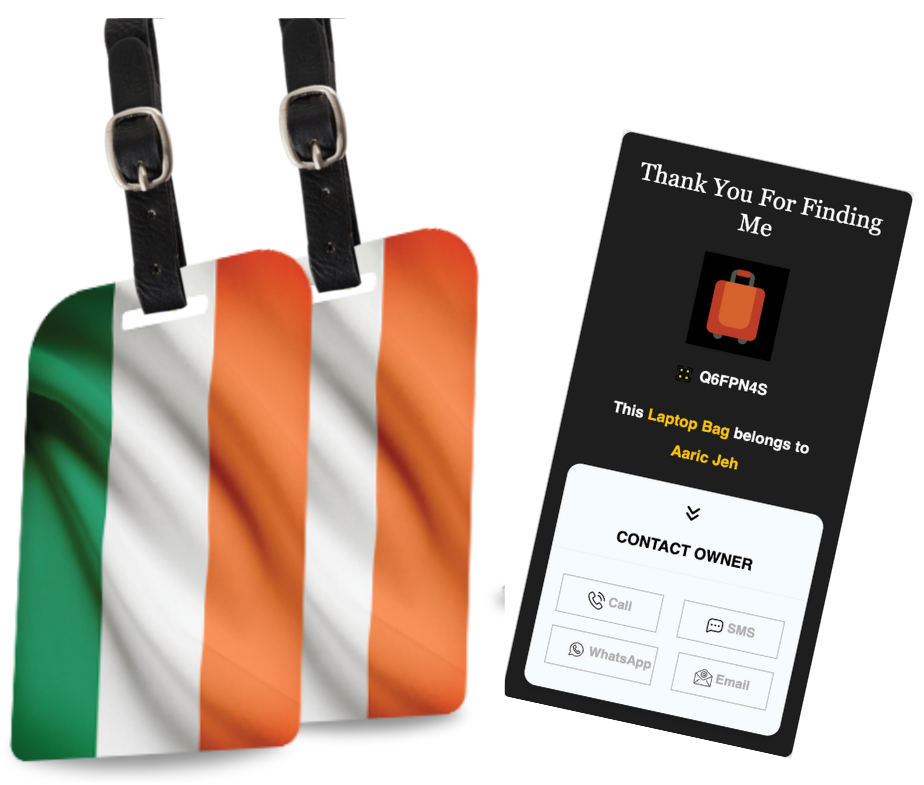 Thank You For Finding
Me
Q6FPN4S
This Laptop Bag belongs to
Aaric Jeh
CONTACT OWNER
Call
SMS
WhatsApp
Email